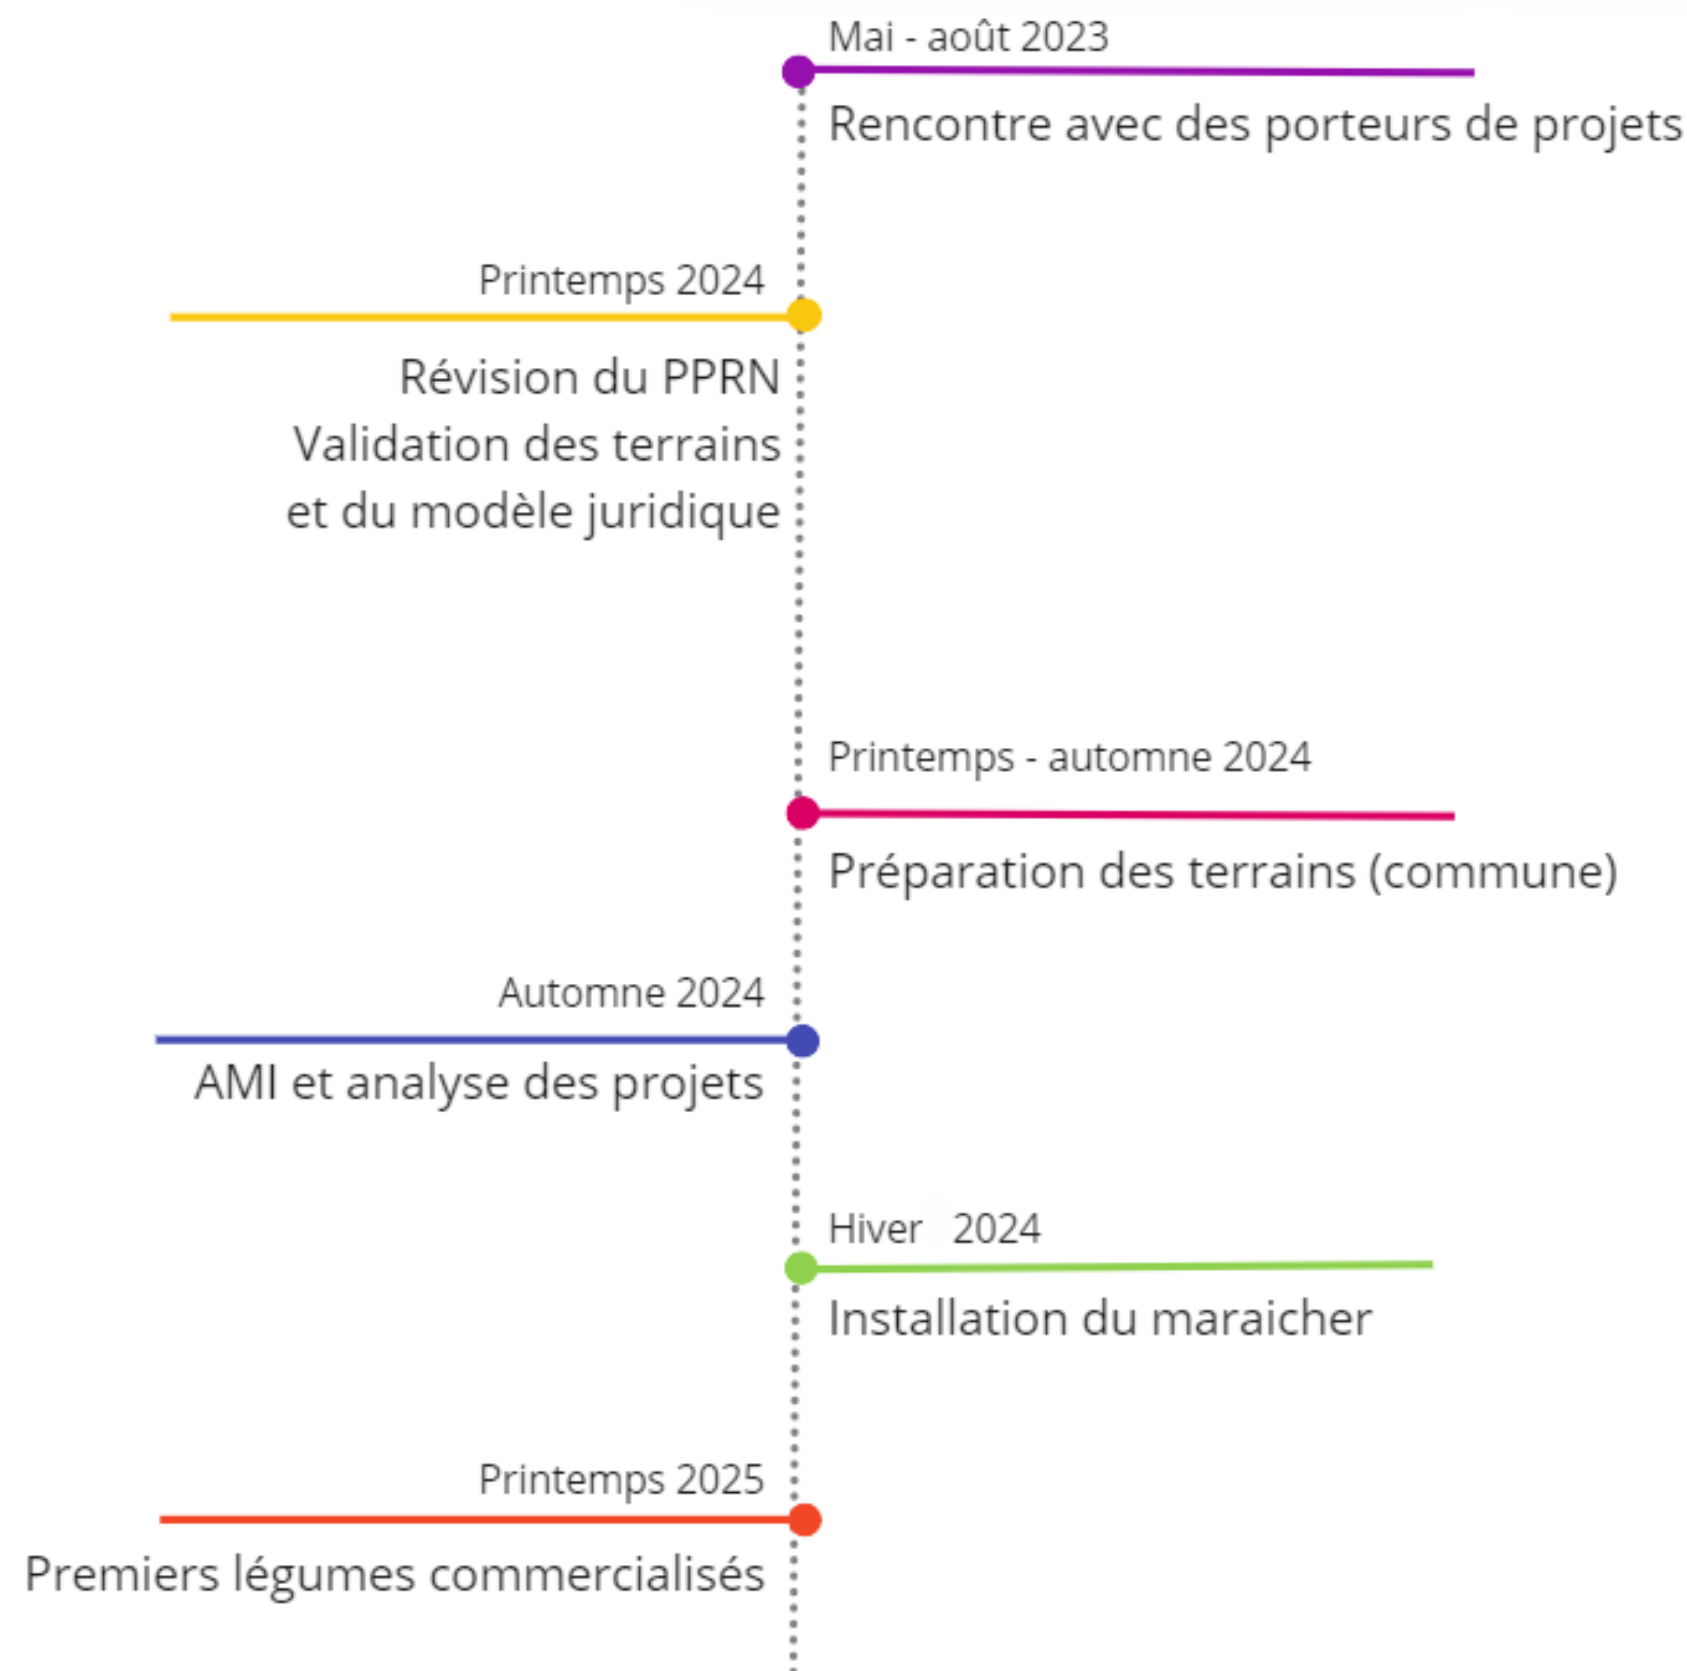 Mai - août 2023
Rencontre avec des porteurs de projets
Printemps 2024
Révision du PPRN
Validation des terrains
et du modèle juridique
Printemps - automne 2024
Préparation des terrains (commune)
Automne 2024
AMI et analyse des projets
Hiver 2024
Installation du maraicher
Printemps 2025
Premiers légumes commercialisés